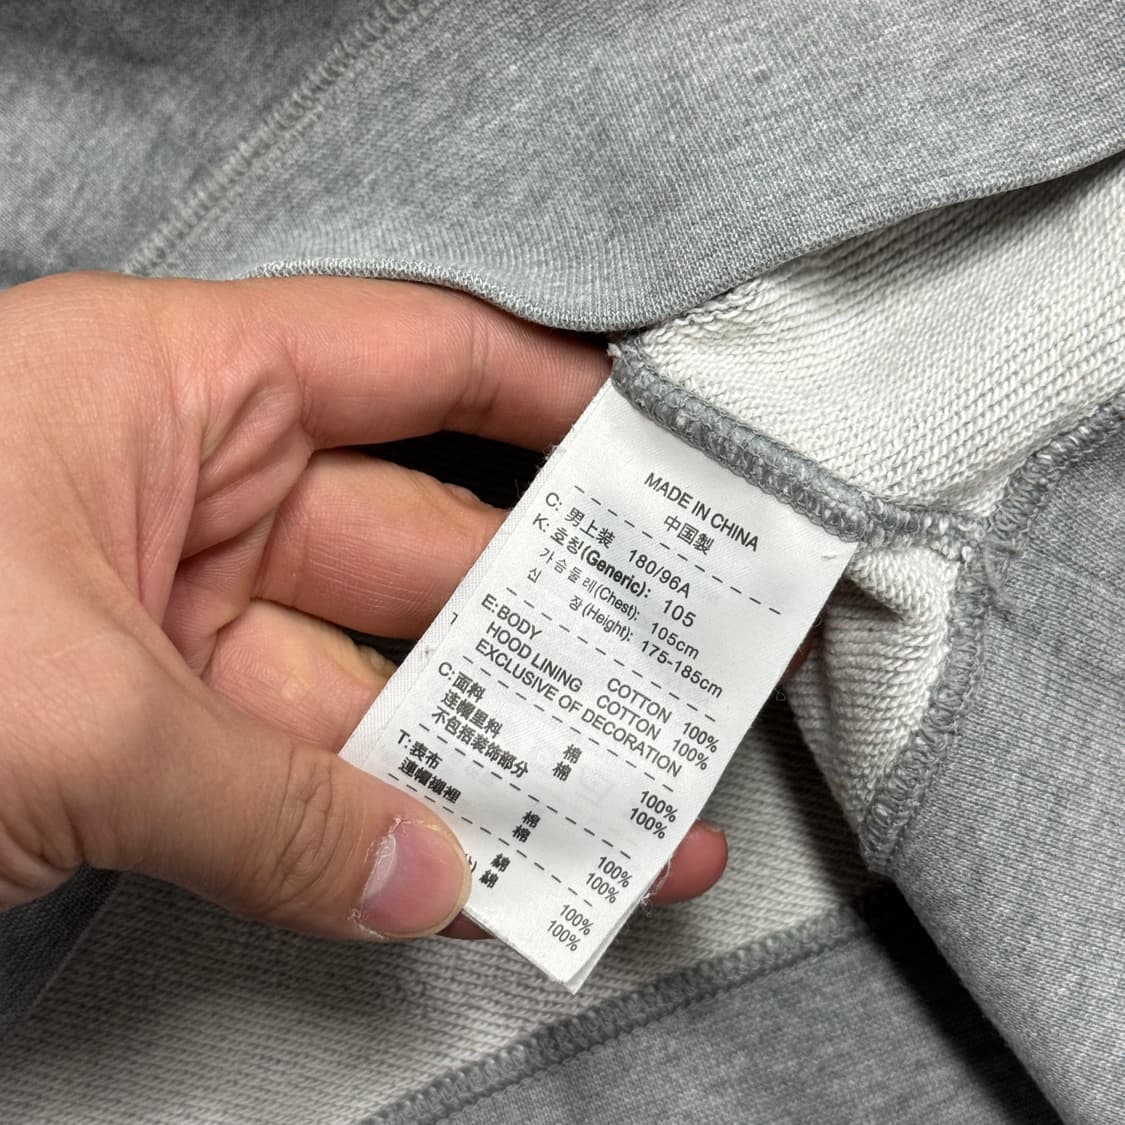 MADE IN CHINA
中国製
C: 男上装 180/96A
K: 호칭(Generic): 105
가슴둘레(Chest): 105cm
신 장(Height): 175-185cm
E:BODY COTTON 100%
HOOD LINING COTTON 100%
EXCLUSIVE OF DECORATION
C:面料 棉 100%
连帽里料 棉 100%
不包括装饰部分
T:表布 棉 100%
連帽襯裡 棉 100%
綿 100%
綿 100%